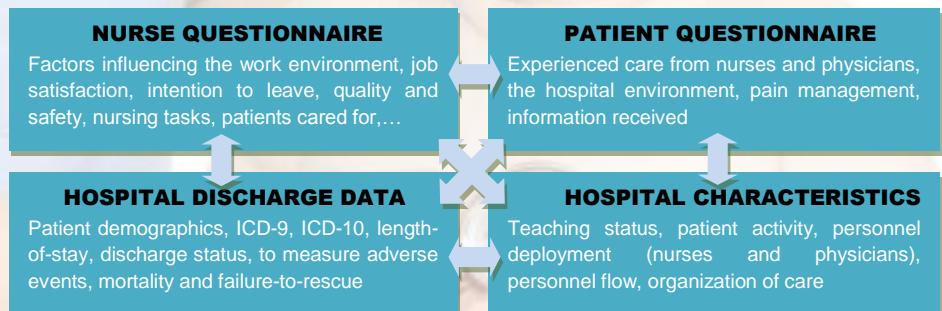 NURSE QUESTIONNAIRE
Factors influencing the work environment, job
satisfaction, intention to leave, quality and
safety, nursing tasks, patients cared for,...
PATIENT QUESTIONNAIRE
Experienced care from nurses and physicians,
the hospital environment, pain management,
information received
HOSPITAL DISCHARGE DATA
Patient demographics, ICD-9, ICD-10, length-
of-stay, discharge status, to measure adverse
events, mortality and failure-to-rescue
HOSPITAL CHARACTERISTICS
Teaching status, patient activity, personnel
deployment (nurses and physicians),
personnel flow, organization of care